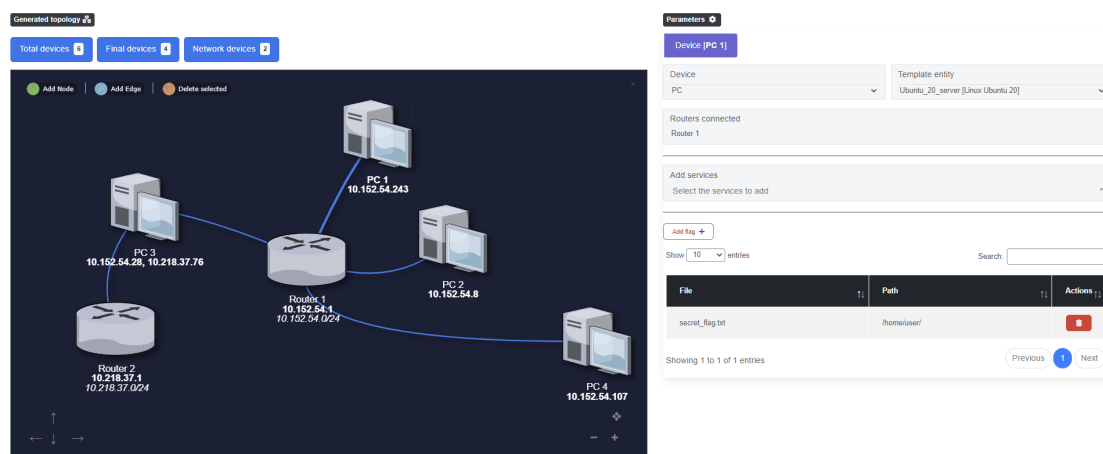 Generated topology
Total devices 6
Final devices 4
Network devices 2
Add Node
Add Edge
Delete selected
PC 1
10.152.54.243
PC 3
10.152.54.28, 10.218.37.76
PC 2
10.152.54.8
Router 1
10.152.54.1
10.152.54.0/24
Router 2
10.218.37.1
10.218.37.0/24
PC 4
10.152.54.107
Parameters
Device [PC 1]
Device
PC
Template entity
Ubuntu_20_server [Linux Ubuntu 20]
Routers connected
Router 1
Add services
Select the services to add
Add flag +
Show 10 entries
Search:
File Path Actions
secret_flag.txt /home/user/
Showing 1 to 1 of 1 entries
Previous 1 Next